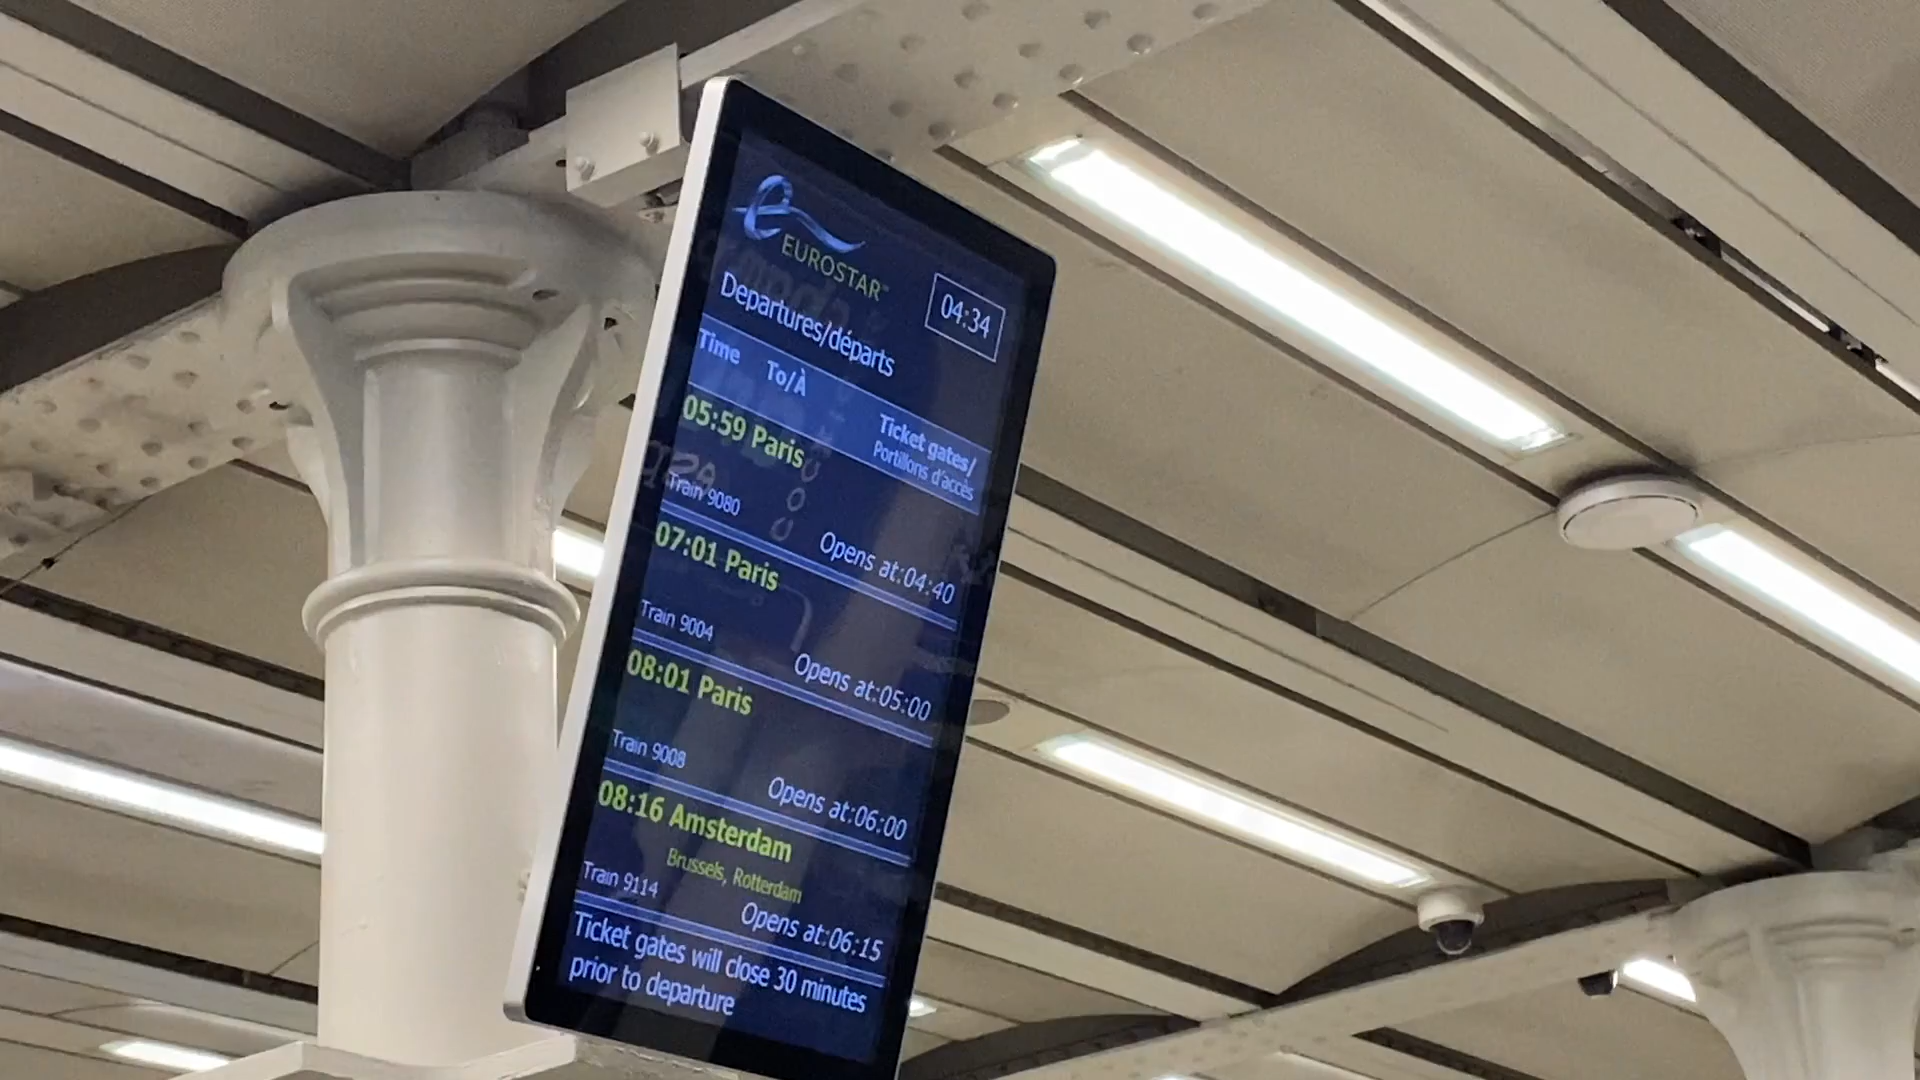 EUROSTAR™
04:34
Departures/départs
Time To/À Ticket gates/
Portillons d'accès
05:59 Paris
Train 9080 Opens at:04:40
07:01 Paris
Train 9004 Opens at:05:00
08:01 Paris
Train 9008 Opens at:06:00
08:16 Amsterdam
Brussels, Rotterdam
Train 9114 Opens at:06:15
Ticket gates will close 30 minutes
prior to departure